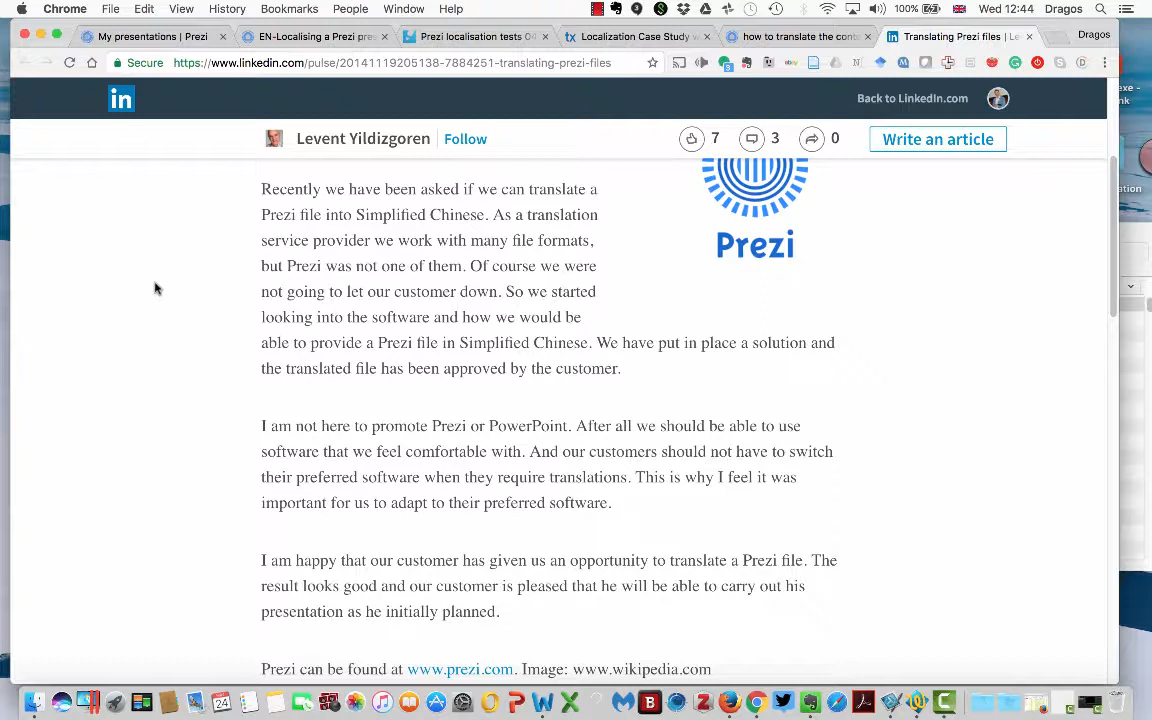 Chrome File Edit View History Bookmarks People Window Help 100% Wed 12:44 Dragos
My presentations | Prezi
EN-Localising a Prezi pres
Prezi localisation tests 04
Localization Case Study
how to translate the cont
Translating Prezi files | Le
Dragos
Secure https://www.linkedin.com/pulse/20141119205138-7884251-translating-prezi-files
in
Back to LinkedIn.com
Levent Yildizgoren Follow 7 3 0 Write an article
Recently we have been asked if we can translate a
Prezi file into Simplified Chinese. As a translation
service provider we work with many file formats,
but Prezi was not one of them. Of course we were
not going to let our customer down. So we started
looking into the software and how we would be
able to provide a Prezi file in Simplified Chinese. We have put in place a solution and
the translated file has been approved by the customer.
Prezi
I am not here to promote Prezi or PowerPoint. After all we should be able to use
software that we feel comfortable with. And our customers should not have to switch
their preferred software when they require translations. This is why I feel it was
important for us to adapt to their preferred software.
I am happy that our customer has given us an opportunity to translate a Prezi file. The
result looks good and our customer is pleased that he will be able to carry out his
presentation as he initially planned.
Prezi can be found at www.prezi.com. Image: www.wikipedia.com